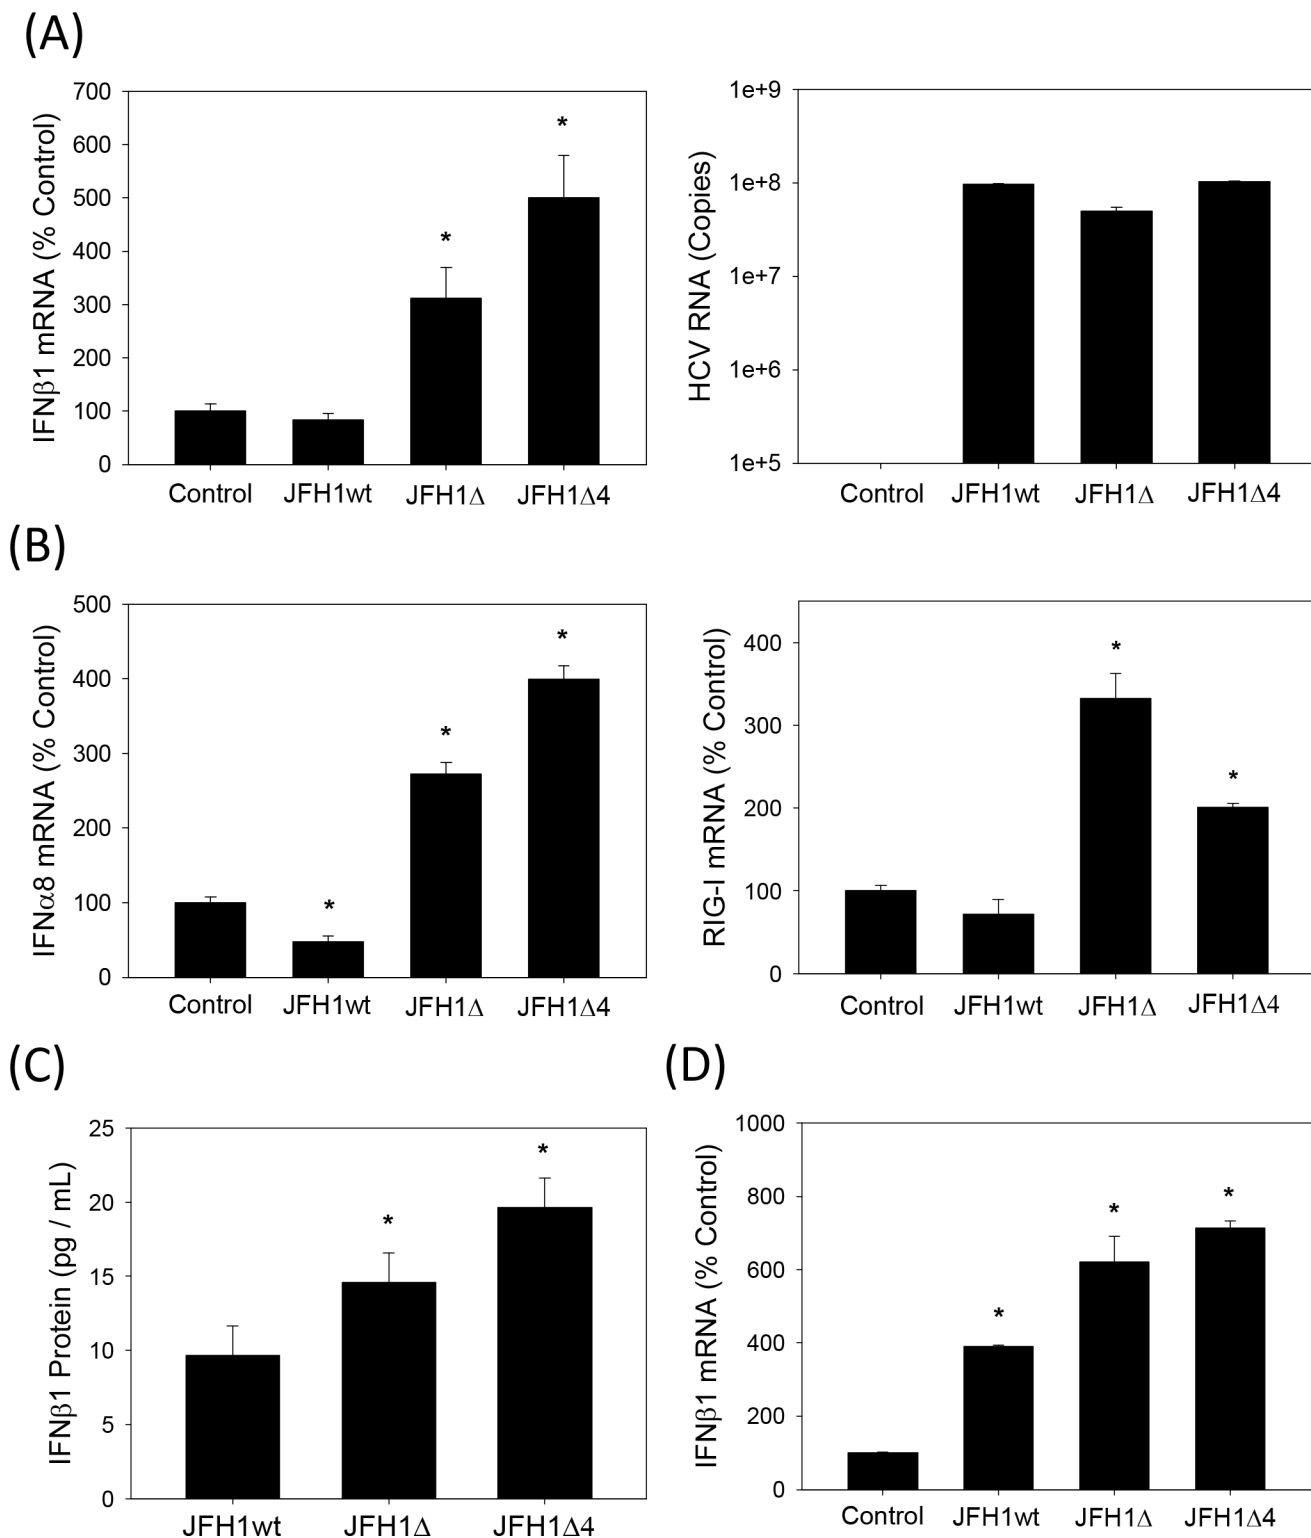 (A)
IFNβ1 mRNA (% Control)
700
600
500
400
300
200
100
0
*
*
Control
JFH1wt
JFH1Δ
JFH1Δ4
HCV RNA (Copies)
1e+9
1e+8
1e+7
1e+6
1e+5
Control
JFH1wt
JFH1Δ
JFH1Δ4
(B)
IFNα8 mRNA (% Control)
500
400
300
200
100
0
*
*
*
Control
JFH1wt
JFH1Δ
JFH1Δ4
RIG-I mRNA (% Control)
400
300
200
100
0
*
*
Control
JFH1wt
JFH1Δ
JFH1Δ4
(C)
IFNβ1 Protein (pg / mL)
25
20
15
10
5
0
*
*
JFH1wt
JFH1Δ
JFH1Δ4
(D)
IFNβ1 mRNA (% Control)
1000
800
600
400
200
0
*
*
*
Control
JFH1wt
JFH1Δ
JFH1Δ4